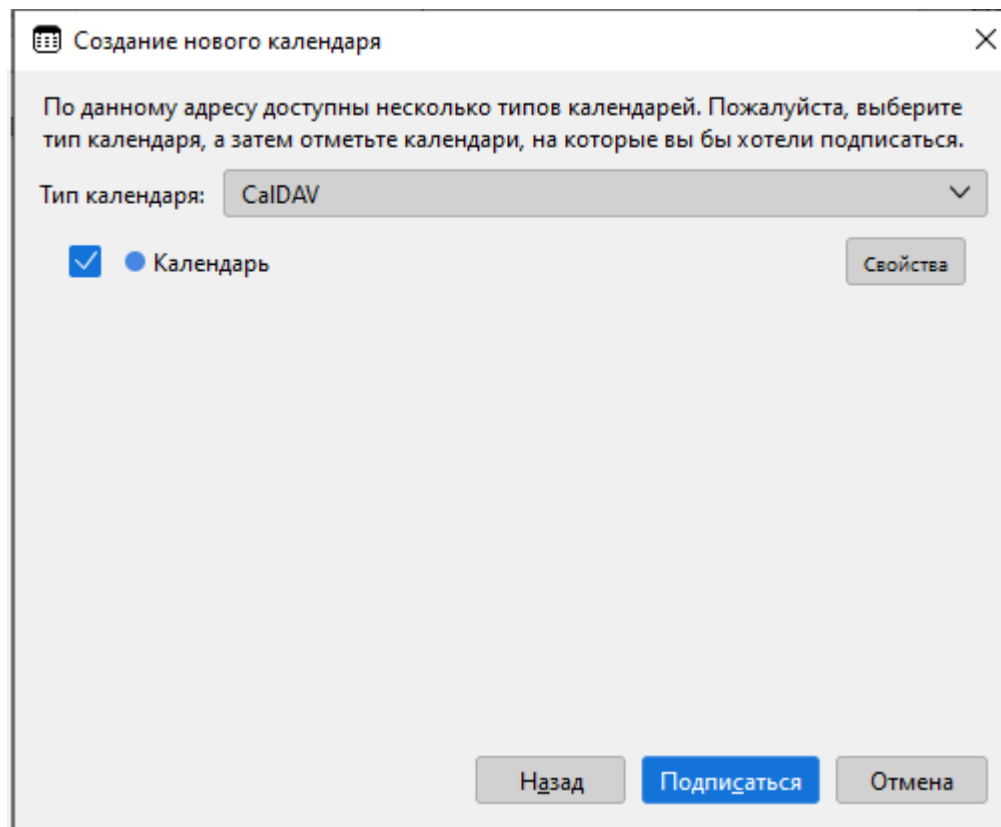 Создание нового календаря
По данному адресу доступны несколько типов календарей. Пожалуйста, выберите
тип календаря, а затем отметьте календари, на которые вы бы хотели подписаться.
Тип календаря: CalDAV
Календарь Свойства
Назад Подписаться Отмена